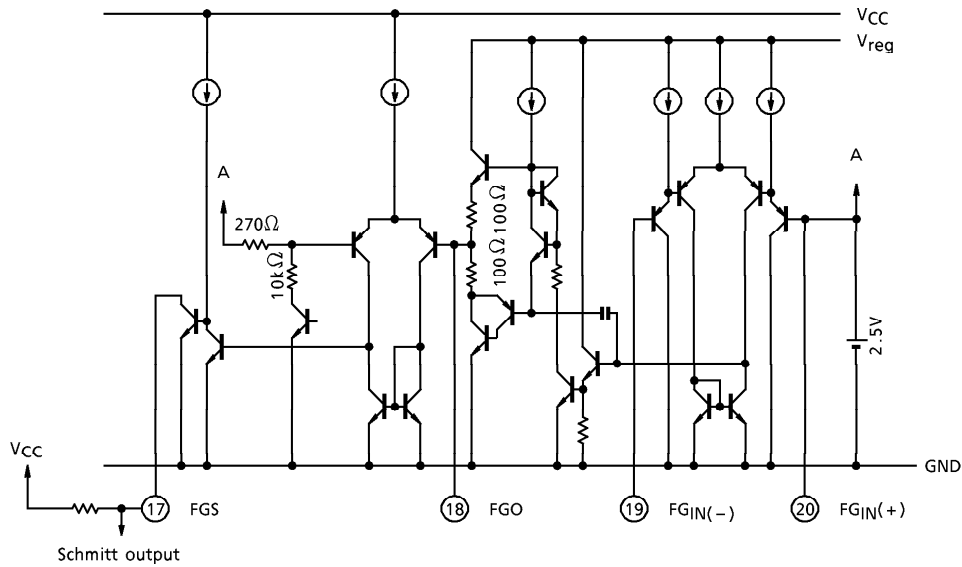 VCC
Vreg
A
A
270Ω
10kΩ
100Ω
100Ω
2.5V
VCC
GND
17 FGS
18 FGO
19 FGIN(−)
20 FGIN(+)
Schmitt output